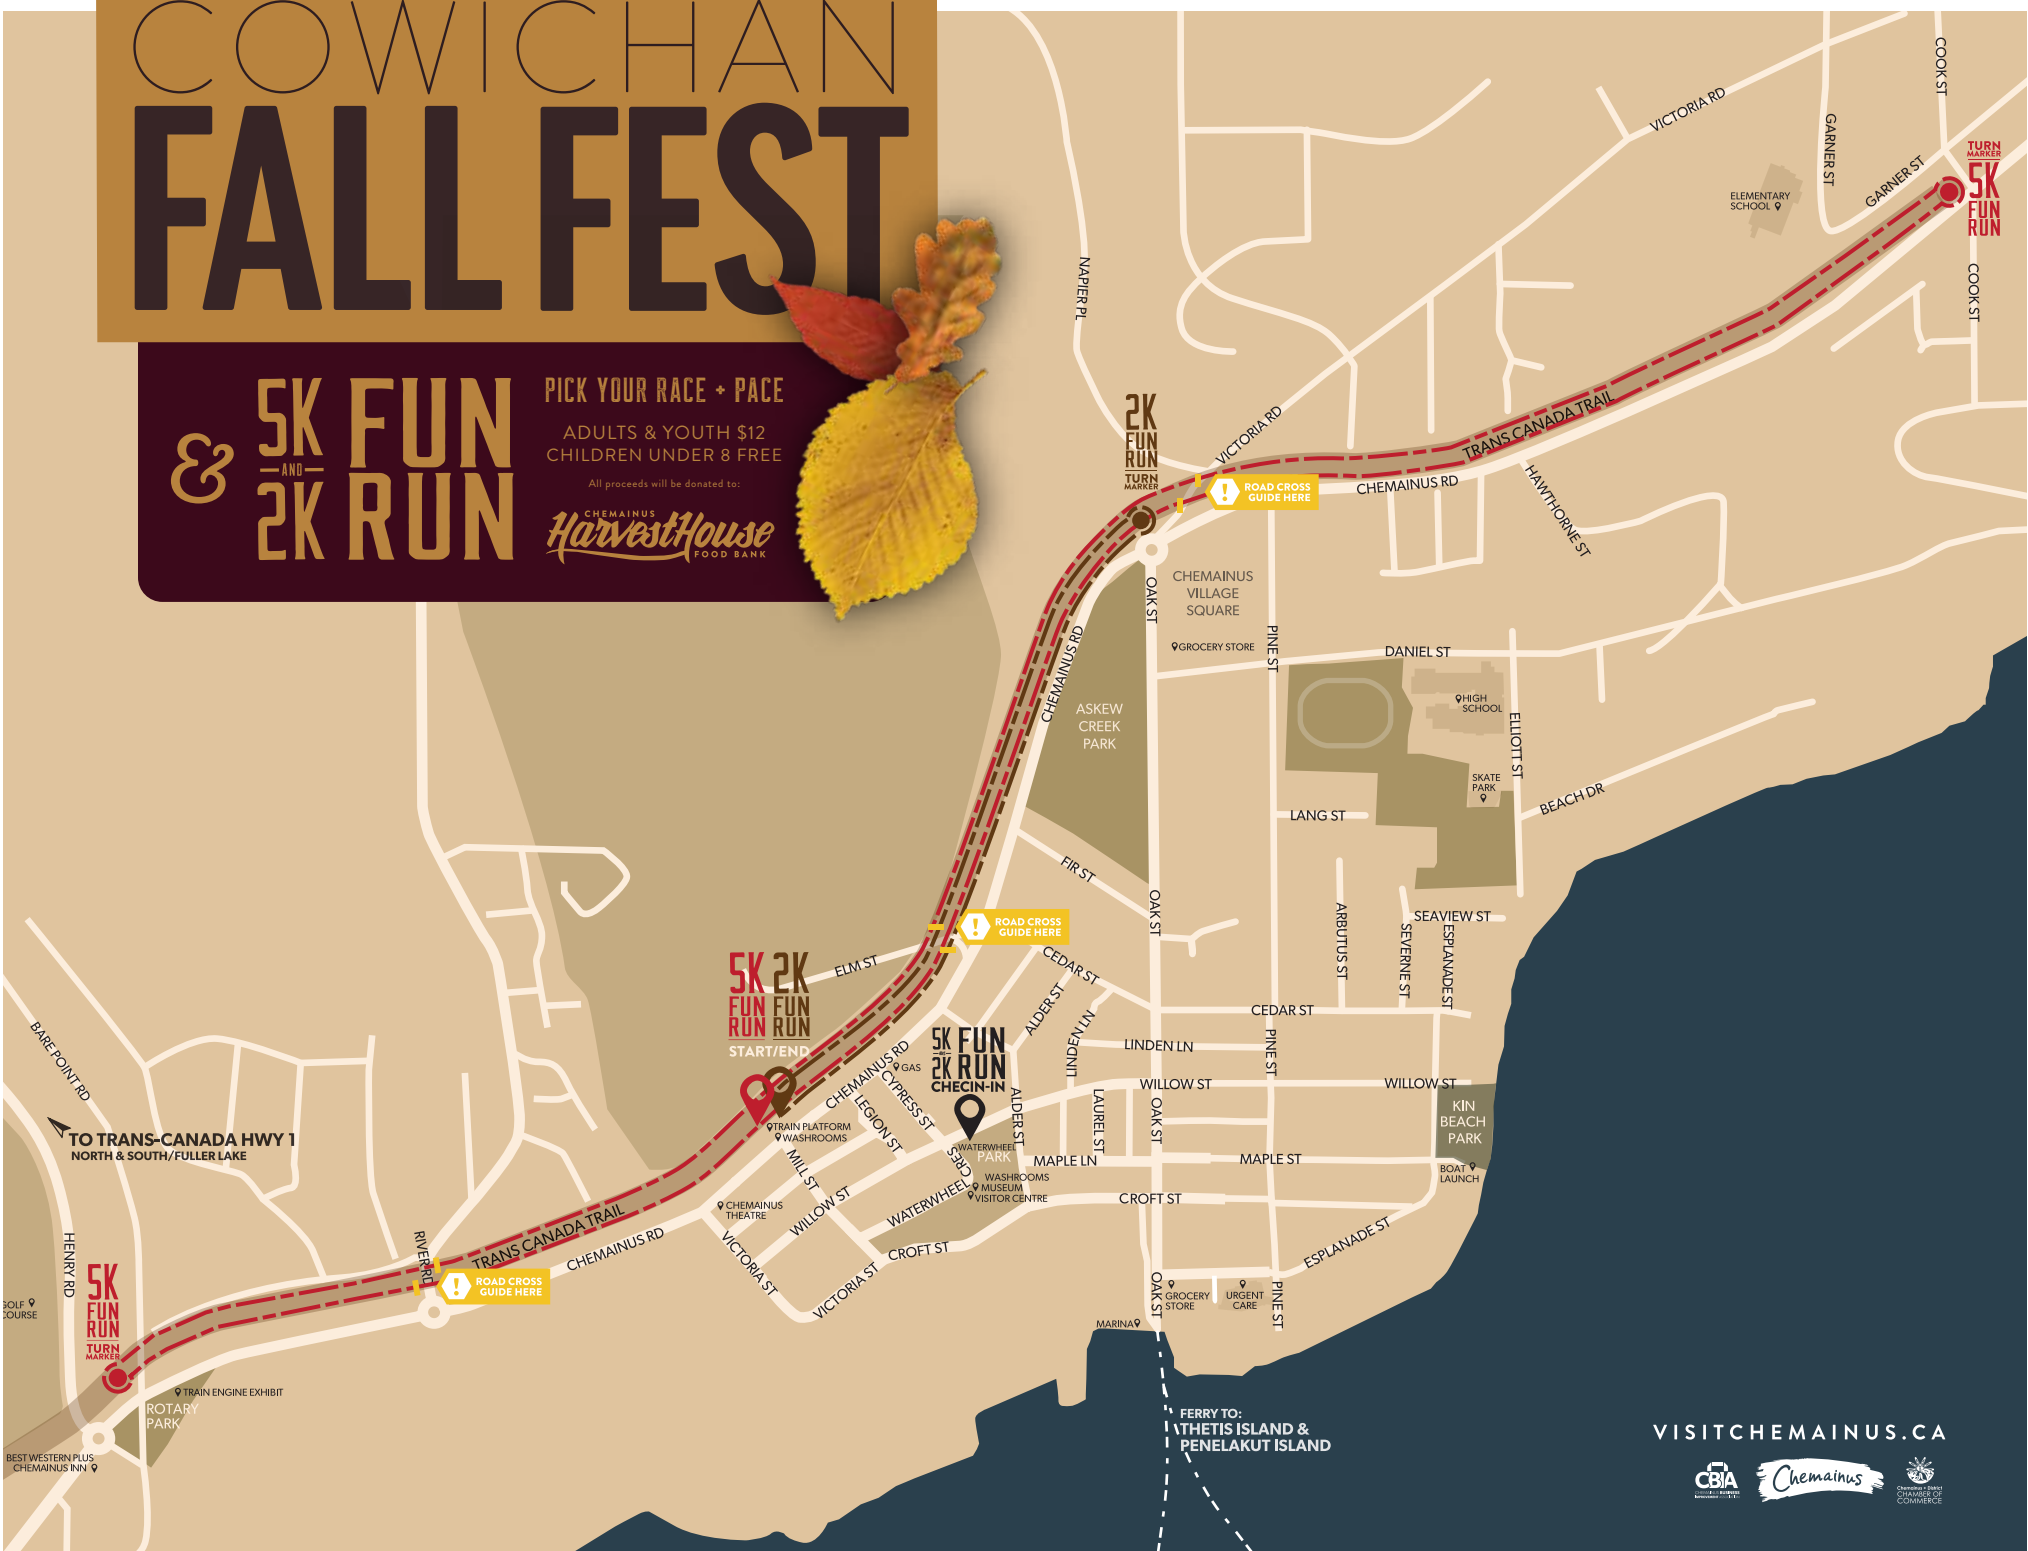 COWICHAN
FALL FEST
&
5K
AND
2K
FUN
RUN
PICK YOUR RACE + PACE
ADULTS & YOUTH $12
CHILDREN UNDER 8 FREE
All proceeds will be donated to:
CHEMAINUS
HarvestHouse
FOOD BANK
VICTORIA RD
GARNER ST
COOK ST
GARNER ST
TURN
MARKER
5K
FUN
RUN
COOK ST
ELEMENTARY
SCHOOL
NAPIER PL
2K
FUN
RUN
TURN
MARKER
VICTORIA RD
TRANS CANADA TRAIL
ROAD CROSS
GUIDE HERE
CHEMAINUS RD
HAWTHORNE ST
OAK ST
CHEMAINUS
VILLAGE
SQUARE
GROCERY STORE
PINE ST
DANIEL ST
CHEMAINUS RD
ASKEW
CREEK
PARK
HIGH
SCHOOL
ELLIOTT ST
SKATE
PARK
BEACH DR
LANG ST
FIR ST
OAK ST
ARBUTUS ST
SEAVIEW ST
SEVERNE ST
ESPLANADE ST
ROAD CROSS
GUIDE HERE
CEDAR ST
ELM ST
5K
FUN
RUN
2K
FUN
RUN
START/END
ALDER ST
LINDEN LN
CEDAR ST
LINDEN LN
PINE ST
5K
2K
FUN
RUN
CHECIN-IN
CHEMAINUS RD
GAS
CYPRESS ST
LEGION ST
WILLOW ST
WILLOW ST
ALDER ST
LAUREL ST
OAK ST
KIN
BEACH
PARK
TRAIN PLATFORM
WASHROOMS
MILL ST
WATERWHEEL
PARK
WATERWHEEL CRES
MAPLE LN
MAPLE ST
BOAT
LAUNCH
WASHROOMS
MUSEUM
VISITOR CENTRE
CROFT ST
CHEMAINUS
THEATRE
WILLOW ST
CROFT ST
VICTORIA ST
VICTORIA ST
ESPLANADE ST
BARE POINT RD
TO TRANS-CANADA HWY 1
NORTH & SOUTH/FULLER LAKE
HENRY RD
RIVER RD
TRANS CANADA TRAIL
CHEMAINUS RD
ROAD CROSS
GUIDE HERE
GOLF
COURSE
5K
FUN
RUN
TURN
MARKER
TRAIN ENGINE EXHIBIT
ROTARY
PARK
BEST WESTERN PLUS
CHEMAINUS INN
OAK ST
GROCERY
STORE
URGENT
CARE
PINE ST
MARINA
FERRY TO:
THETIS ISLAND &
PENELAKUT ISLAND
VISITCHEMAINUS.CA
CBIA
Chemainus
Chemainus + District
CHAMBER OF
COMMERCE